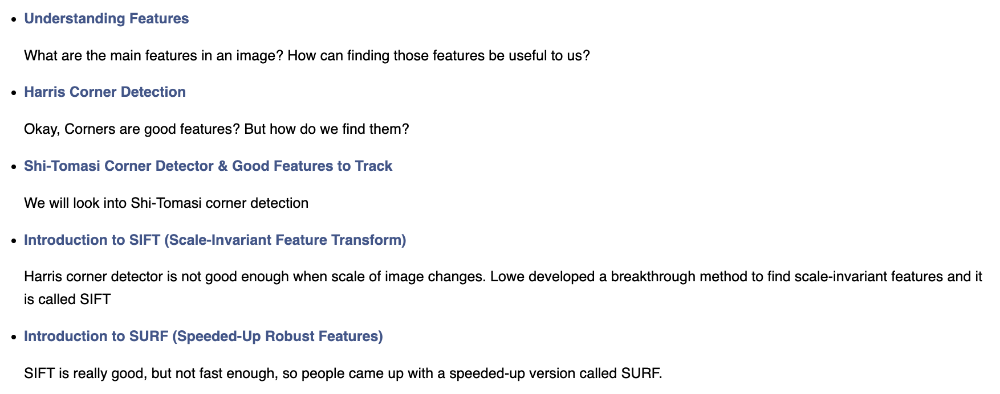 Understanding Features
What are the main features in an image? How can finding those features be useful to us?
Harris Corner Detection
Okay, Corners are good features? But how do we find them?
Shi-Tomasi Corner Detector & Good Features to Track
We will look into Shi-Tomasi corner detection
Introduction to SIFT (Scale-Invariant Feature Transform)
Harris corner detector is not good enough when scale of image changes. Lowe developed a breakthrough method to find scale-invariant features and it
is called SIFT
Introduction to SURF (Speeded-Up Robust Features)
SIFT is really good, but not fast enough, so people came up with a speeded-up version called SURF.